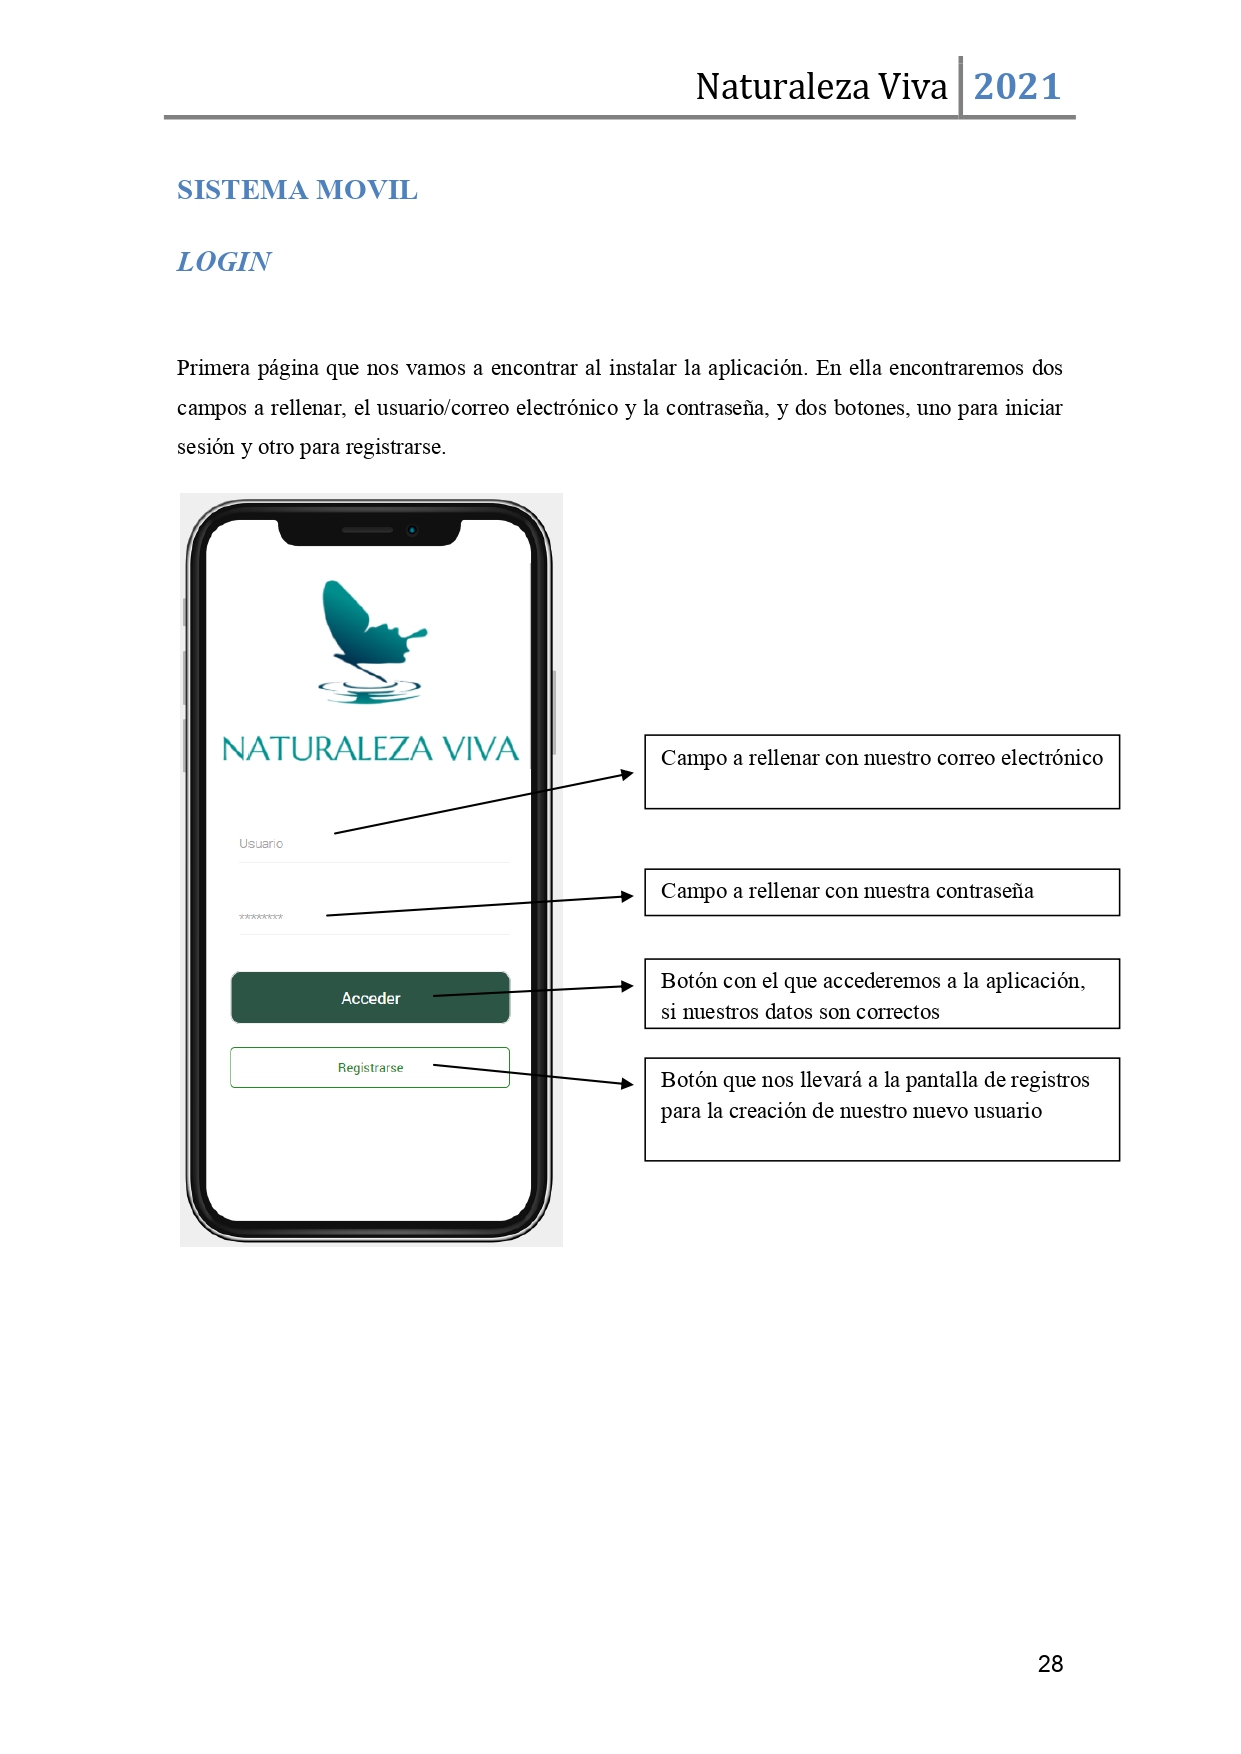 Naturaleza Viva 2021
SISTEMA MOVIL
LOGIN
Primera página que nos vamos a encontrar al instalar la aplicación. En ella encontraremos dos
campos a rellenar, el usuario/correo electrónico y la contraseña, y dos botones, uno para iniciar
sesión y otro para registrarse.
NATURALEZA VIVA
Campo a rellenar con nuestro correo electrónico
Usuario
Campo a rellenar con nuestra contraseña
********
Botón con el que accederemos a la aplicación,
si nuestros datos son correctos
Acceder
Botón que nos llevará a la pantalla de registros
para la creación de nuestro nuevo usuario
Registrarse
28